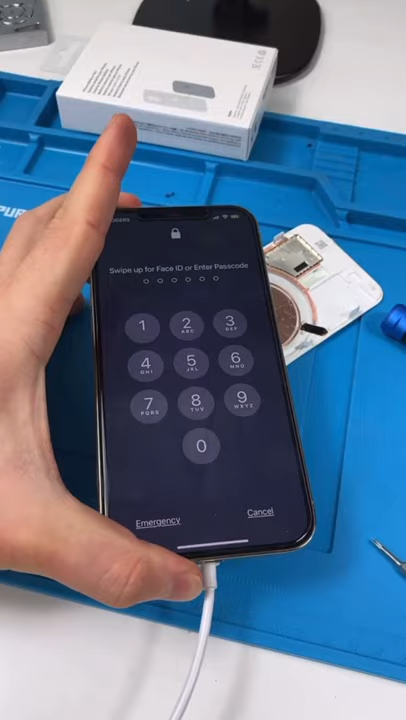 Swipe up for Face ID or Enter Passcode
1
2
ABC
3
DEF
4
GHI
5
JKL
6
MNO
7
PQRS
8
TUV
9
WXYZ
0
Emergency
Cancel